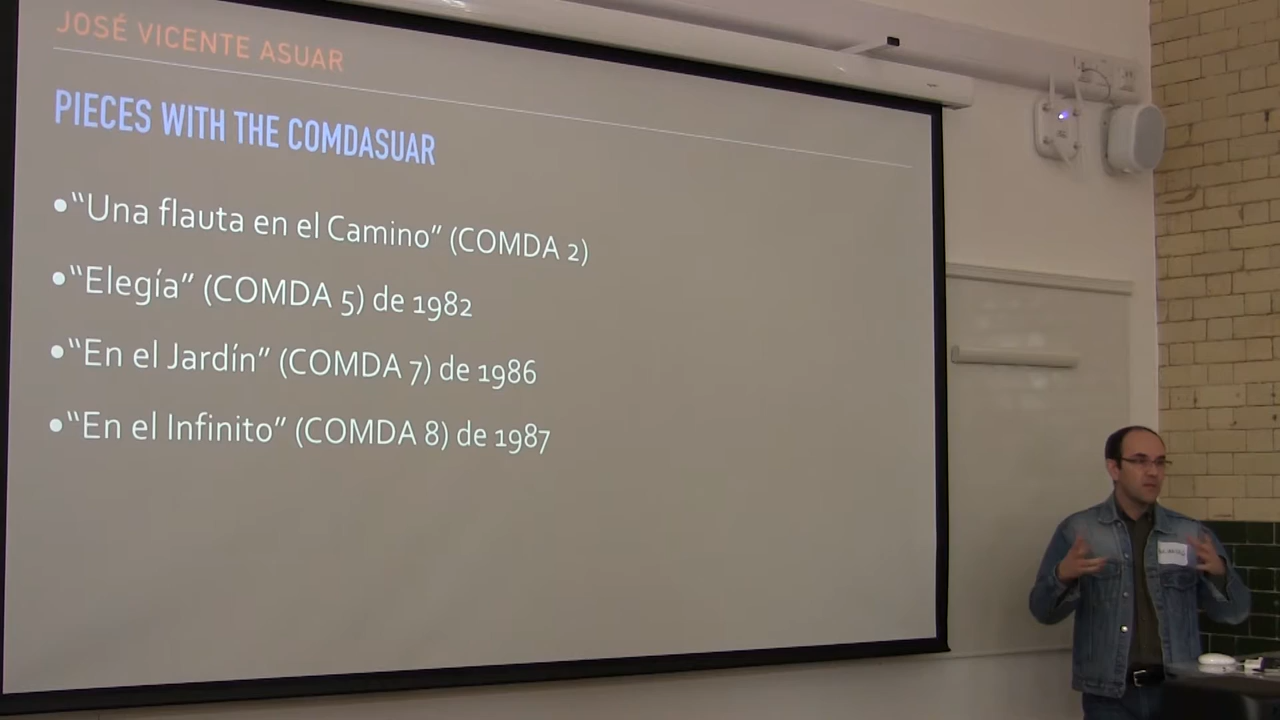 JOSÉ VICENTE ASUAR
PIECES WITH THE COMDASUAR
•“Una flauta en el Camino” (COMDA 2)
•“Elegía” (COMDA 5) de 1982
•“En el Jardín” (COMDA 7) de 1986
•“En el Infinito” (COMDA 8) de 1987